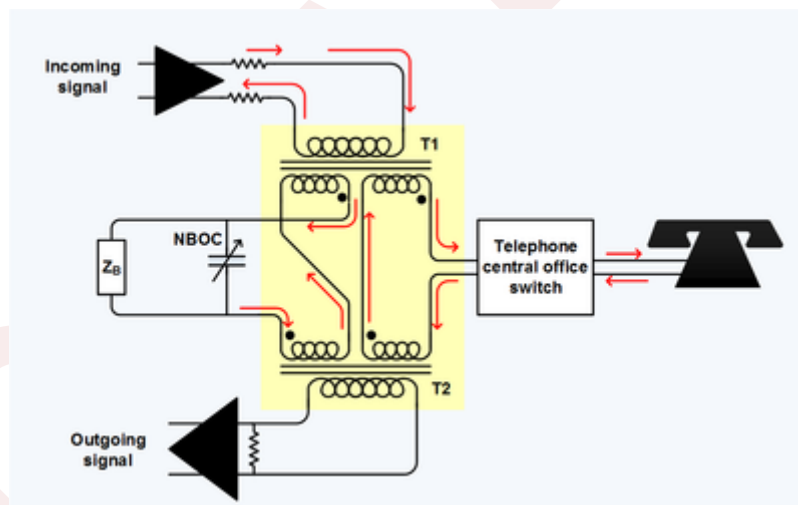 Incoming
signal
T1
NBOC
ZB
Telephone
central office
switch
T2
Outgoing
signal